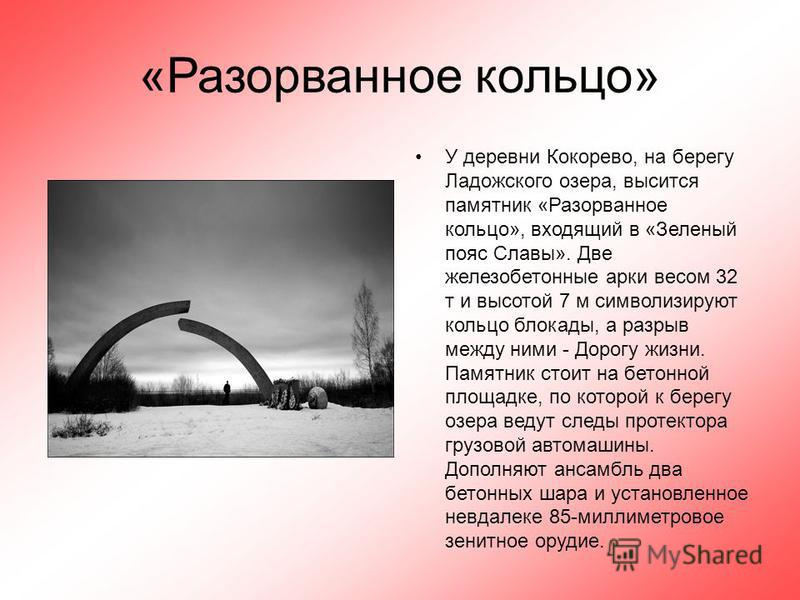 «Разорванное кольцо»
• У деревни Кокорево, на берегу
Ладожского озера, высится
памятник «Разорванное
кольцо», входящий в «Зеленый
пояс Славы». Две
железобетонные арки весом 32
т и высотой 7 м символизируют
кольцо блокады, а разрыв
между ними - Дорогу жизни.
Памятник стоит на бетонной
площадке, по которой к берегу
озера ведут следы протектора
грузовой автомашины.
Дополняют ансамбль два
бетонных шара и установленное
невдалеке 85-миллиметровое
зенитное орудие.
MyShared